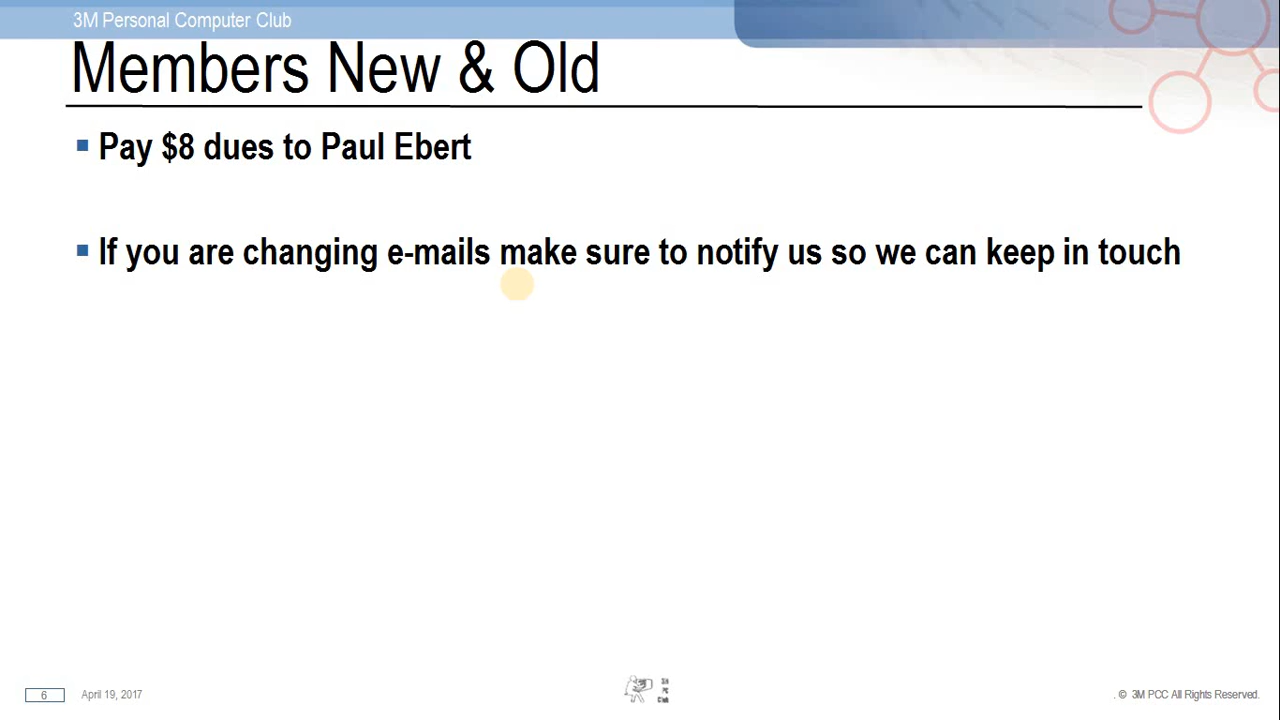 3M Personal Computer Club
Members New & Old
▪ Pay $8 dues to Paul Ebert
▪ If you are changing e-mails make sure to notify us so we can keep in touch
6
April 19, 2017
. © 3M PCC All Rights Reserved.